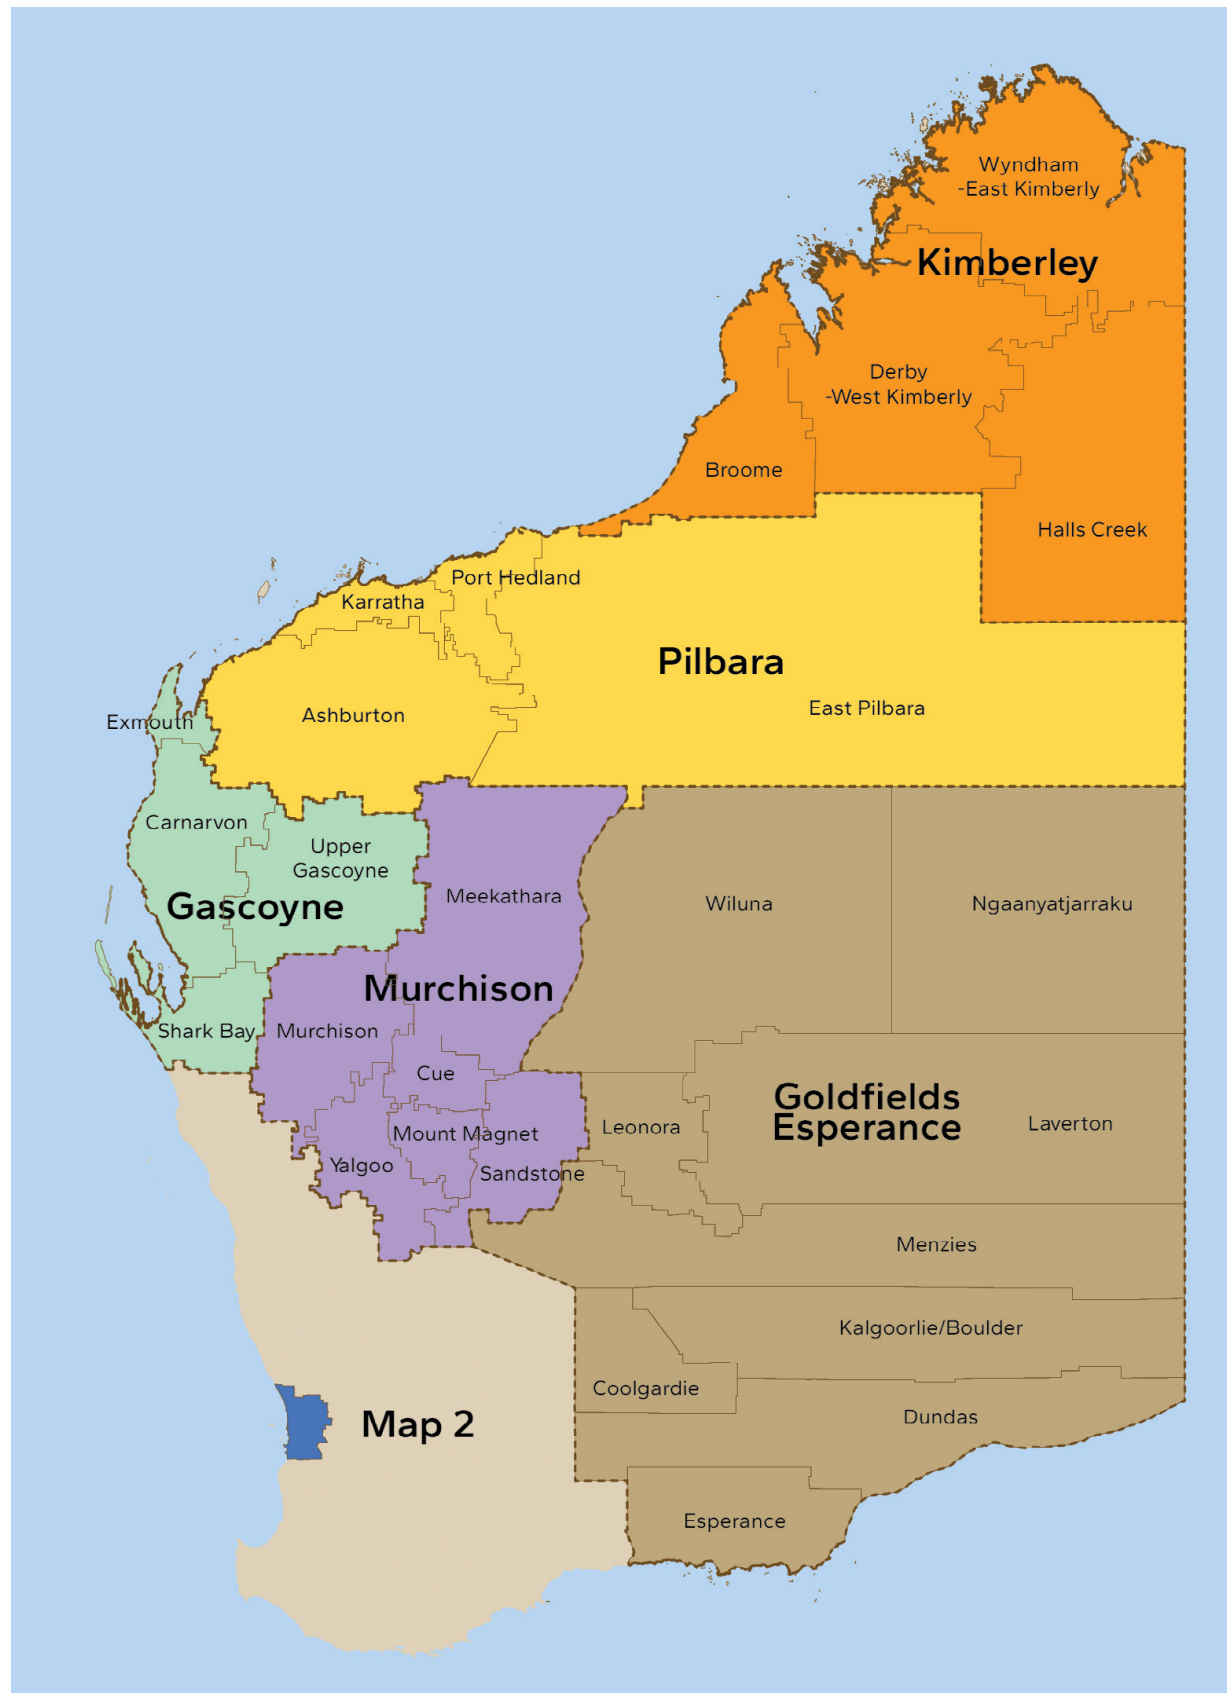 Wyndham
-East Kimberly
Kimberley
Derby
-West Kimberly
Broome
Halls Creek
Port Hedland
Karratha
Pilbara
East Pilbara
Ashburton
Exmouth
Carnarvon
Upper
Gascoyne
Gascoyne
Meekathara
Wiluna
Ngaanyatjarraku
Murchison
Shark Bay
Murchison
Cue
Goldfields
Esperance
Leonora
Laverton
Mount Magnet
Yalgoo
Sandstone
Menzies
Kalgoorlie/Boulder
Coolgardie
Dundas
Map 2
Esperance